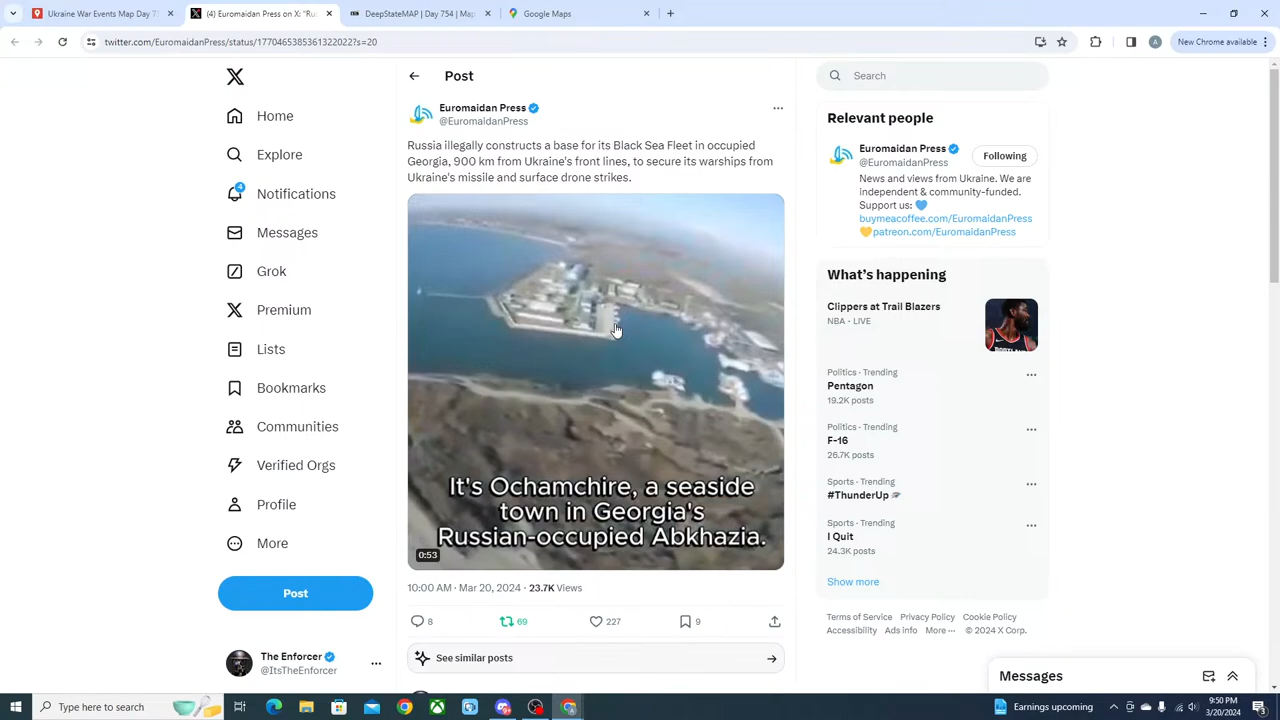 Ukraine War Events Map Day 7
(4) Euromaidan Press on X: "Rus
DeepStateMAP | Day 754 | Map
Google Maps
twitter.com/EuromaidanPress/status/1770465385361322022?s=20
New Chrome available
Post
Search
Home
Explore
4
Notifications
Messages
Grok
Premium
Lists
Bookmarks
Communities
Verified Orgs
Profile
More
Post
The Enforcer
@ItsTheEnforcer
Euromaidan Press
@EuromaidanPress
Russia illegally constructs a base for its Black Sea Fleet in occupied
Georgia, 900 km from Ukraine's front lines, to secure its warships from
Ukraine's missile and surface drone strikes.
It's Ochamchire, a seaside
town in Georgia's
Russian-occupied Abkhazia.
0:53
10:00 AM · Mar 20, 2024 · 23.7K Views
8
69
227
9
See similar posts
Relevant people
Euromaidan Press
@EuromaidanPress
Following
News and views from Ukraine. We are
independent & community-funded.
Support us: 💙
buymeacoffee.com/EuromaidanPress
💛patreon.com/EuromaidanPress
What's happening
Clippers at Trail Blazers
NBA · LIVE
Politics · Trending
Pentagon
19.2K posts
Politics · Trending
F-16
26.7K posts
Sports · Trending
#ThunderUp
Sports · Trending
I Quit
24.3K posts
Show more
Terms of Service Privacy Policy Cookie Policy
Accessibility Ads info More ··· © 2024 X Corp.
Messages
Type here to search
Earnings upcoming
9:50 PM
3/20/2024